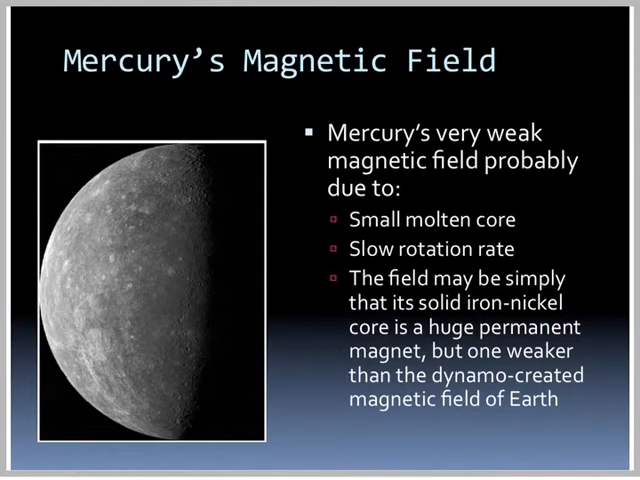 Mercury’s Magnetic Field
Mercury’s very weak
magnetic field probably
due to:
Small molten core
Slow rotation rate
The field may be simply
that its solid iron-nickel
core is a huge permanent
magnet, but one weaker
than the dynamo-created
magnetic field of Earth